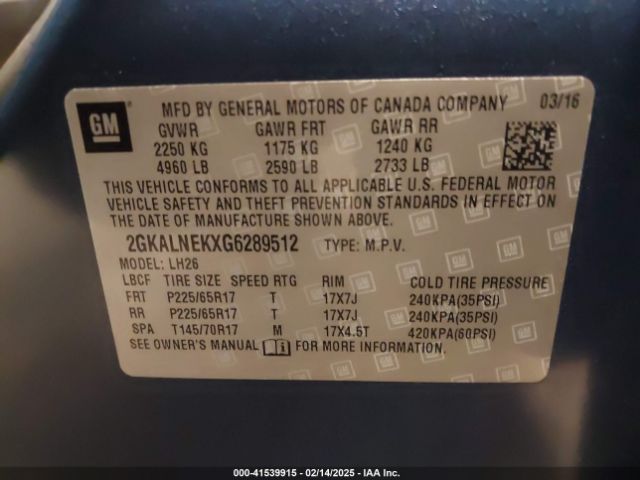 GM
MFD BY GENERAL MOTORS OF CANADA COMPANY 03/16
GVWR GAWR FRT GAWR RR
2250 KG 1175 KG 1240 KG
4960 LB 2590 LB 2733 LB
THIS VEHICLE CONFORMS TO ALL APPLICABLE U.S. FEDERAL MOTOR
VEHICLE SAFETY AND THEFT PREVENTION STANDARDS IN EFFECT ON
THE DATE OF MANUFACTURE SHOWN ABOVE.
2GKALNEKXG6289512 TYPE: M.P.V.
MODEL: LH26
LBCF TIRE SIZE SPEED RTG RIM COLD TIRE PRESSURE
FRT P225/65R17 T 17X7J 240KPA(35PSI)
RR P225/65R17 T 17X7J 240KPA(35PSI)
SPA T145/70R17 M 17X4.5T 420KPA(60PSI)
SEE OWNER'S MANUAL FOR MORE INFORMATION.
000-41539915 - 02/14/2025 - IAA Inc.